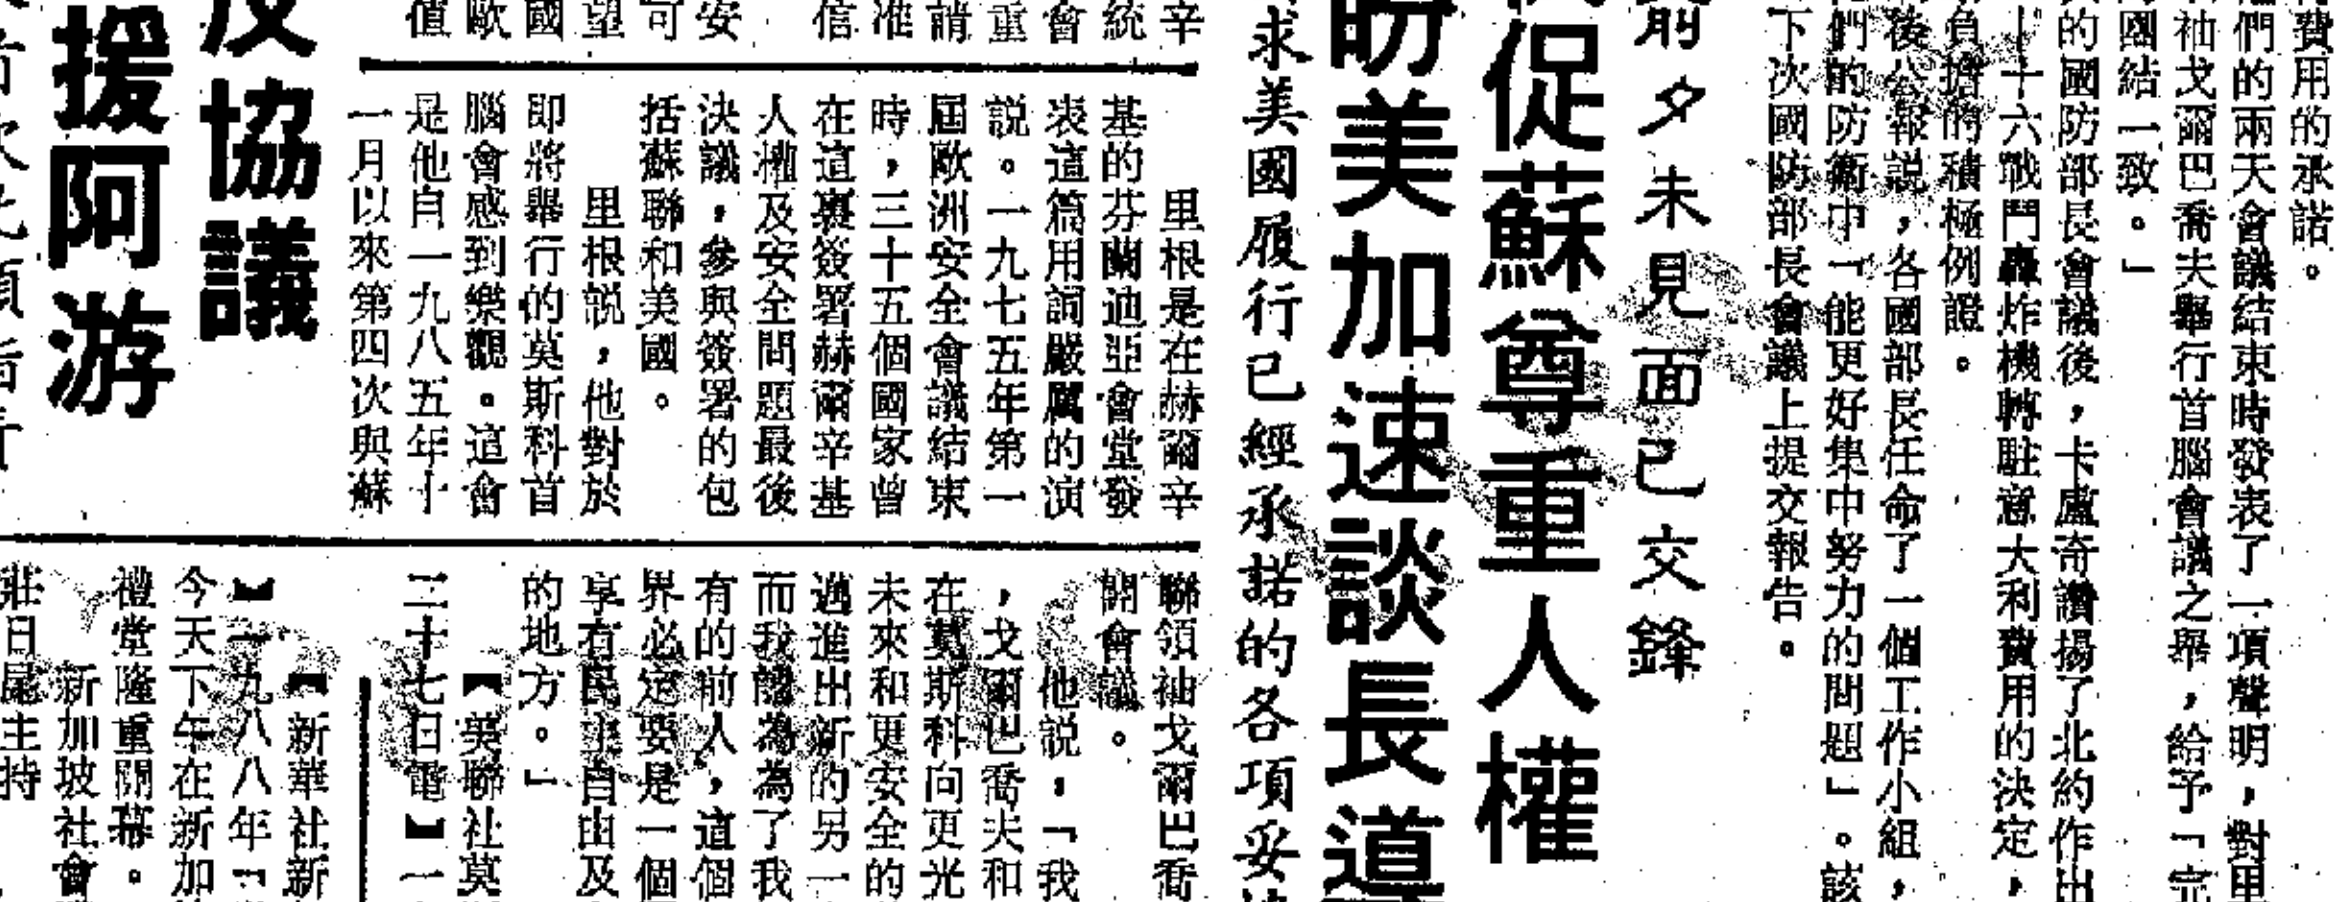 費用的承諾。
們的兩天會議結束時發表了一項聲明，對里
袖戈爾巴喬夫舉行首腦會議之舉，給予「完
團結一致。」
的國防部長會議後，卡盧奇讚揚了北約作出
十六戰鬥轟炸機轉駐意大利費用的決定，
負擔的積極例證。
後公報説，各國部長任命了一個工作小組，
們的防衞中「能更好集中努力的問題」。該
下次國防部長會議上提交報告。
前夕未見面已交鋒
促蘇尊重人權
盼美加速談長道
求美國履行已經承諾的各項妥
辛
統
會
重
請
准
信
安
可
望
國
歐
值
里根是在赫爾辛
基的芬蘭迪亞會堂發
表這篇用詞嚴厲的演
説。一九七五年第一
屆歐洲安全會議結束
時，三十五個國家曾
在這裏簽署赫爾辛基
人權及安全問題最後
決議，參與簽署的包
括蘇聯和美國。
里根説，他對於
即將舉行的莫斯科首
腦會感到樂觀。這會
是他自一九八五年十
一月以來第四次與蘇
聯領袖戈爾巴喬
開會議。
他説，「我
，戈爾巴喬夫和
在莫斯科向更光
未來和更安全的
邁進出新的另一
而我們認為為了我
有的前人，這個
界必定要是一個
享有民主自由及
的地方。」
【美聯社莫
二十七日電】一
反協議
援阿游
【新華社新
】一九八八年「
今天下午在新加
禮堂隆重開幕。
新加坡社會
莊日昆主持